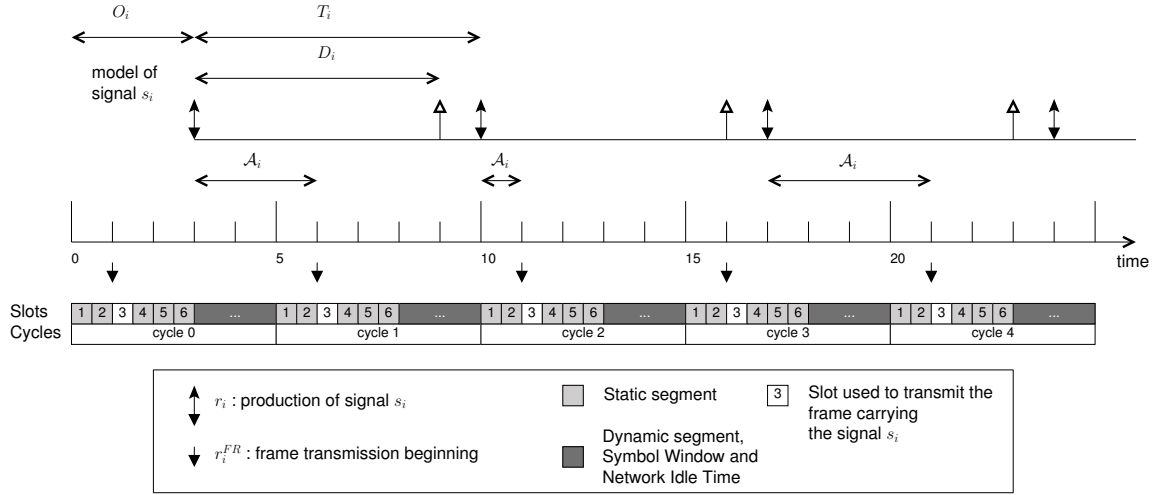 O_i T_i
D_i
model of
signal s_i
A_i A_i A_i
0 5 10 15 20 time
Slots 1 2 3 4 5 6 ... 1 2 3 4 5 6 ... 1 2 3 4 5 6 ... 1 2 3 4 5 6 ... 1 2 3 4 5 6 ...
Cycles cycle 0 cycle 1 cycle 2 cycle 3 cycle 4
r_i : production of signal s_i
r_i^{FR} : frame transmission beginning
Static segment
Dynamic segment,
Symbol Window and
Network Idle Time
3 Slot used to transmit the
frame carrying
the signal s_i